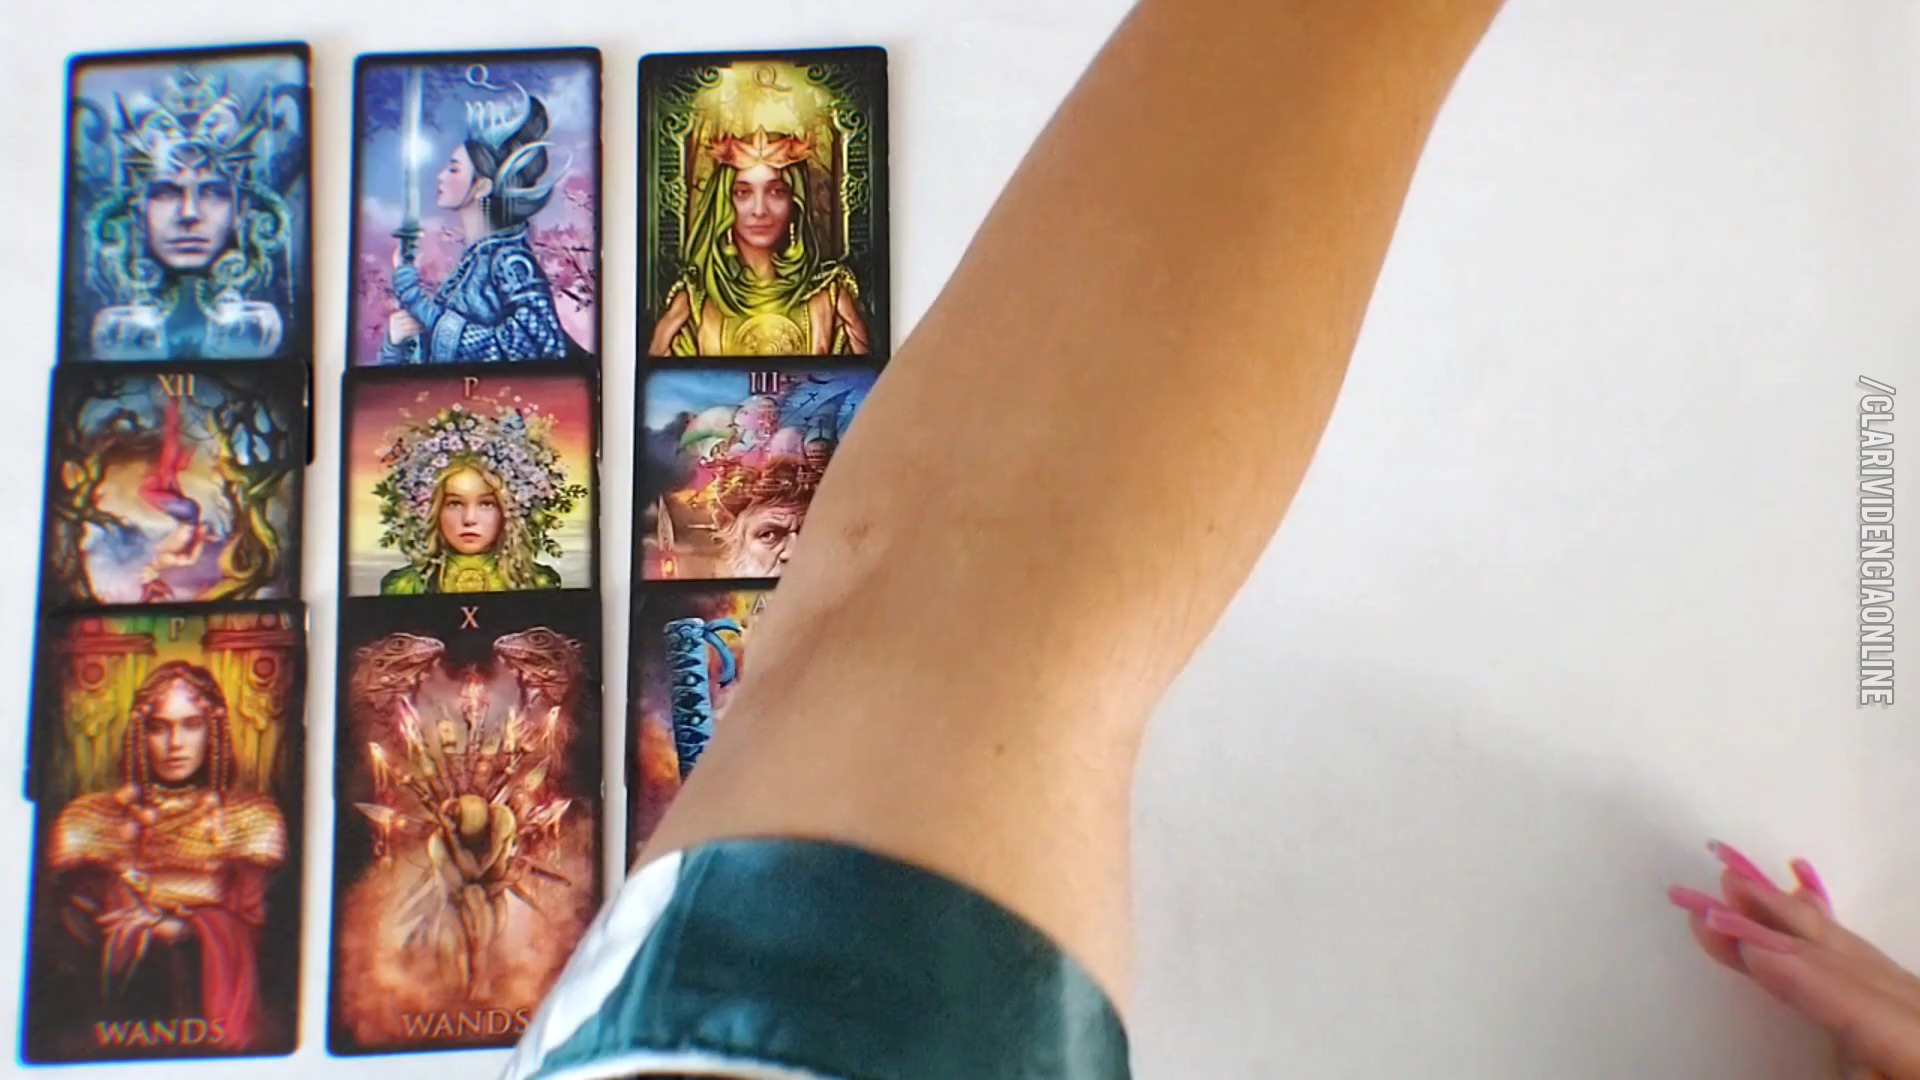 K
Q
Q
XII
P
III
P
X
A
WANDS
WANDS
/CLARIVIDENCIAONLINE